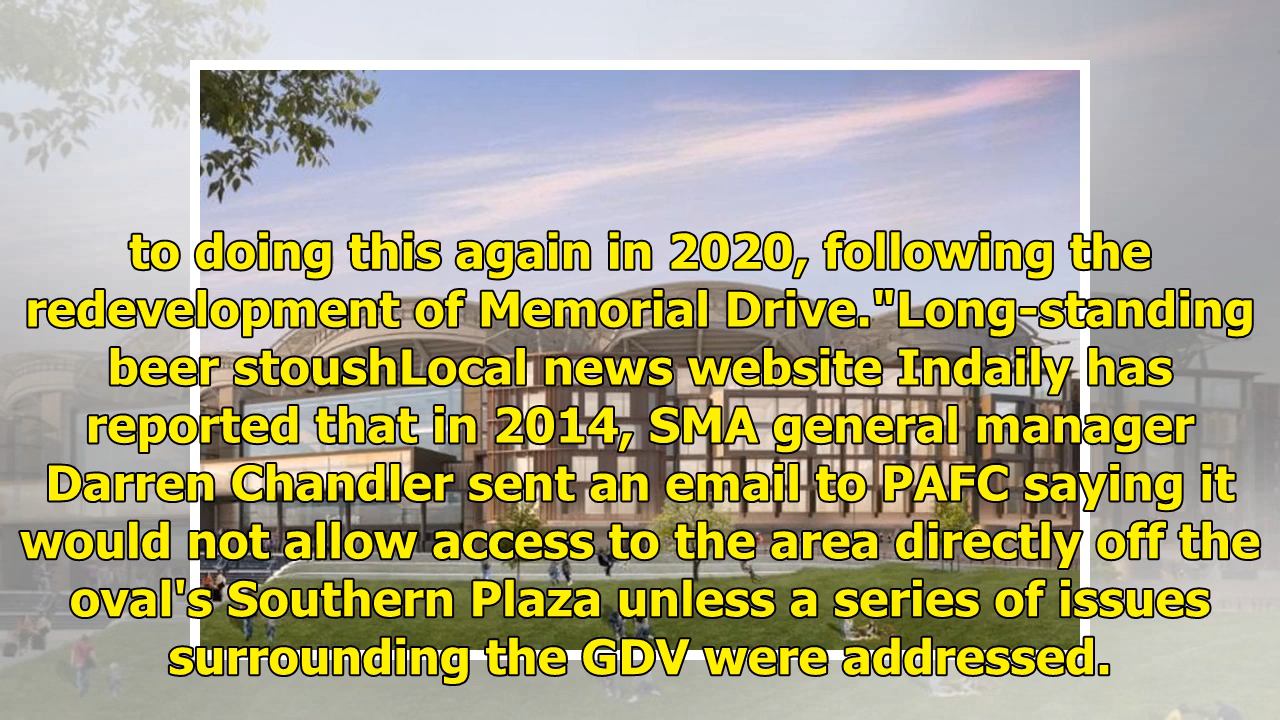 to doing this again in 2020, following the
redevelopment of Memorial Drive."Long-standing
beer stoushLocal news website Indaily has
reported that in 2014, SMA general manager
Darren Chandler sent an email to PAFC saying it
would not allow access to the area directly off the
oval's Southern Plaza unless a series of issues
surrounding the GDV were addressed.